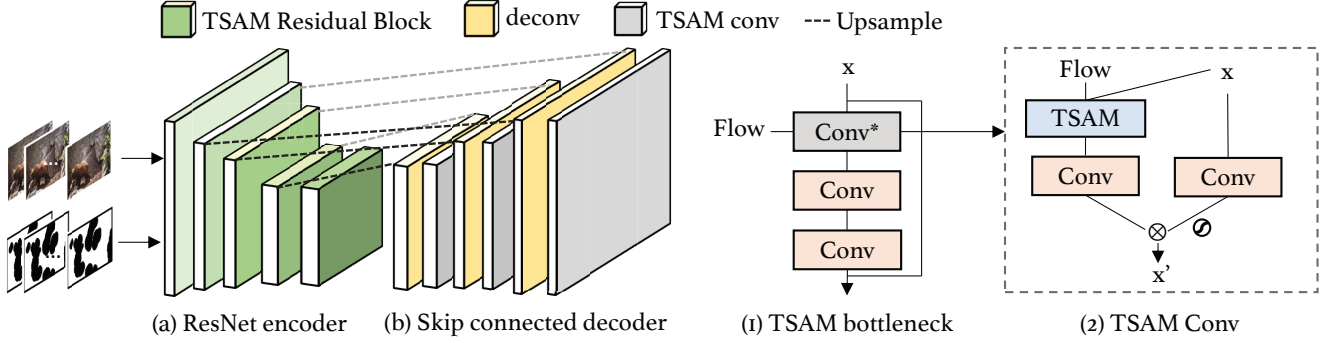 TSAM Residual Block deconv TSAM conv Upsample
x
Flow
Conv*
Conv
Conv
Flow x
TSAM
Conv Conv
x'
(a) ResNet encoder (b) Skip connected decoder (1) TSAM bottleneck (2) TSAM Conv